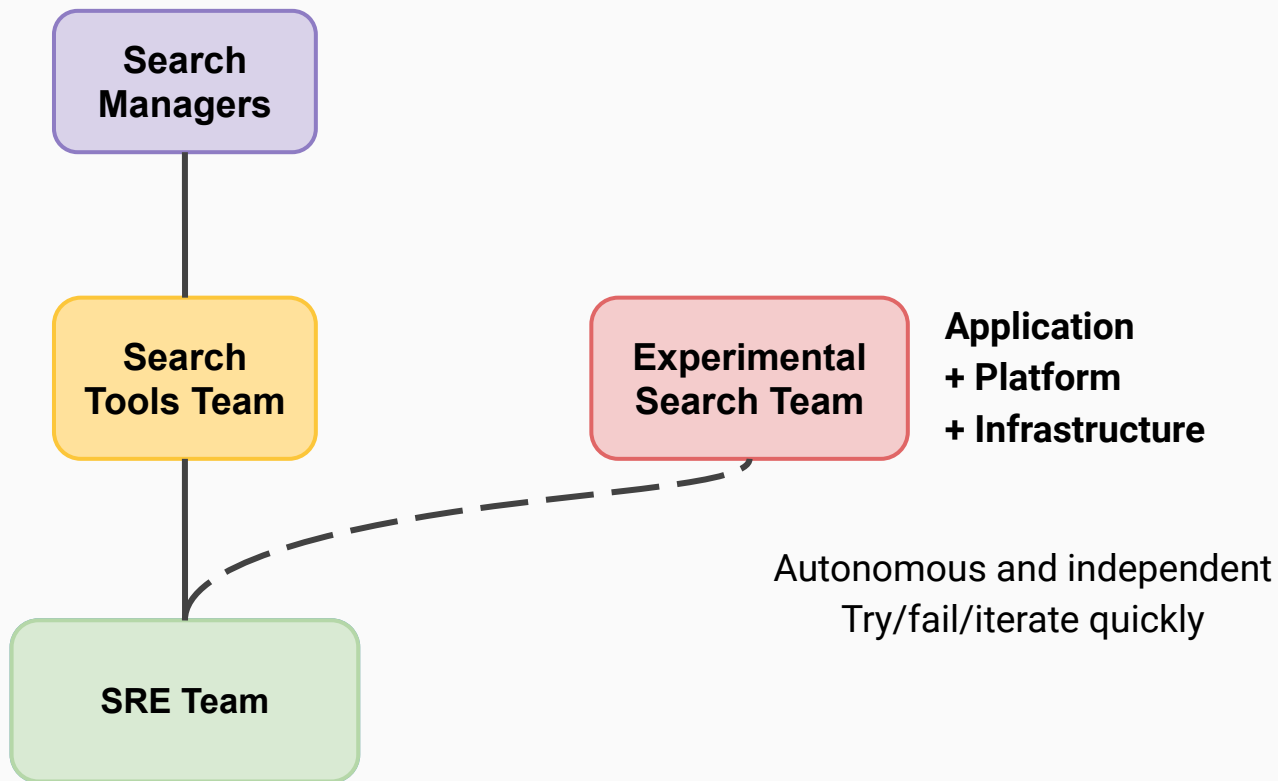 Search
Managers
Search
Tools Team
Experimental
Search Team
Application
+ Platform
+ Infrastructure
Autonomous and independent
Try/fail/iterate quickly
SRE Team